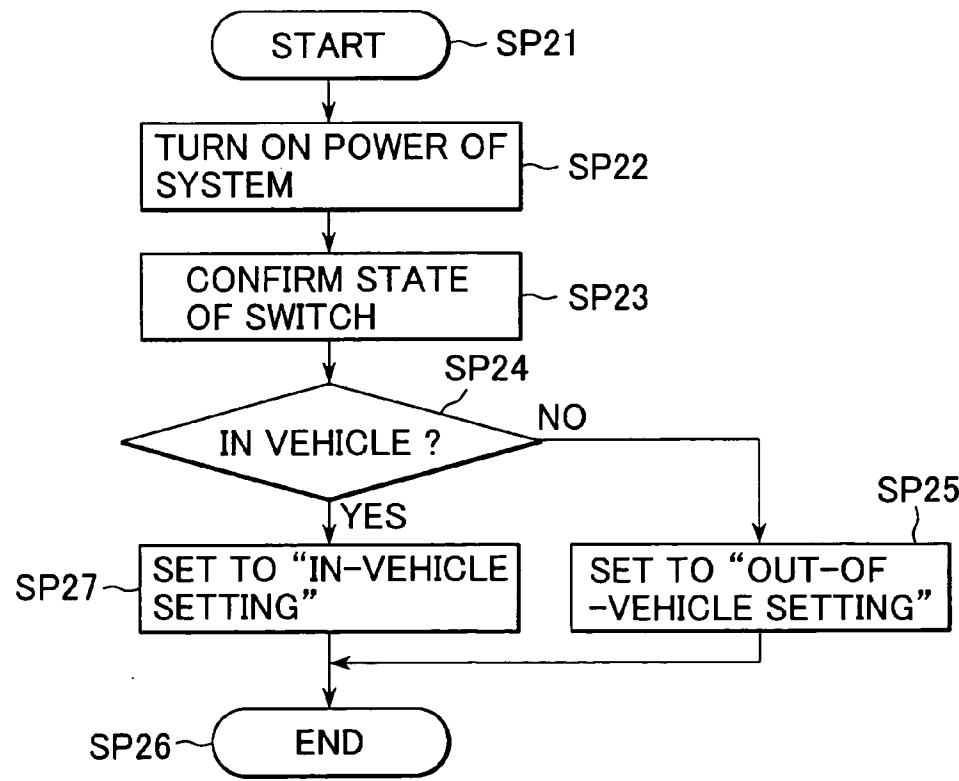 START
SP21
TURN ON POWER OF
SYSTEM
SP22
CONFIRM STATE
OF SWITCH
SP23
SP24
IN VEHICLE ?
NO
YES
SP25
SP27
SET TO “IN-VEHICLE
SETTING”
SET TO “OUT-OF
-VEHICLE SETTING”
SP26
END